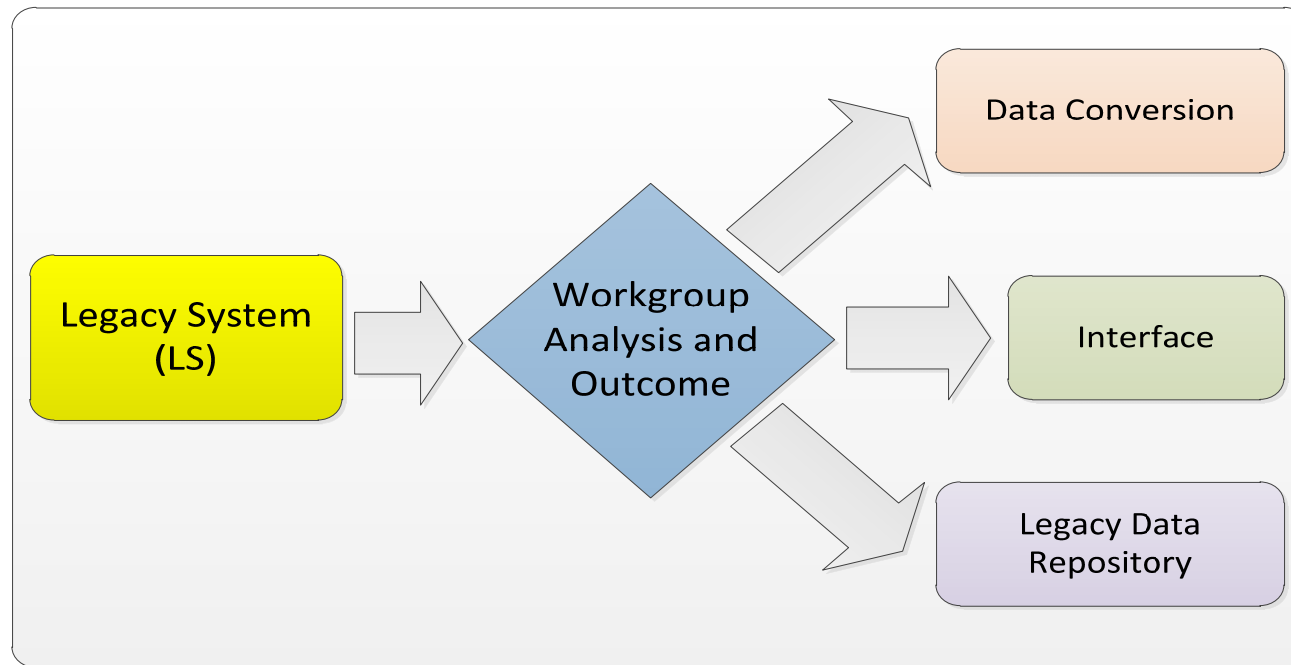 Data Conversion
Legacy System
(LS)
Workgroup
Analysis and
Outcome
Interface
Legacy Data
Repository